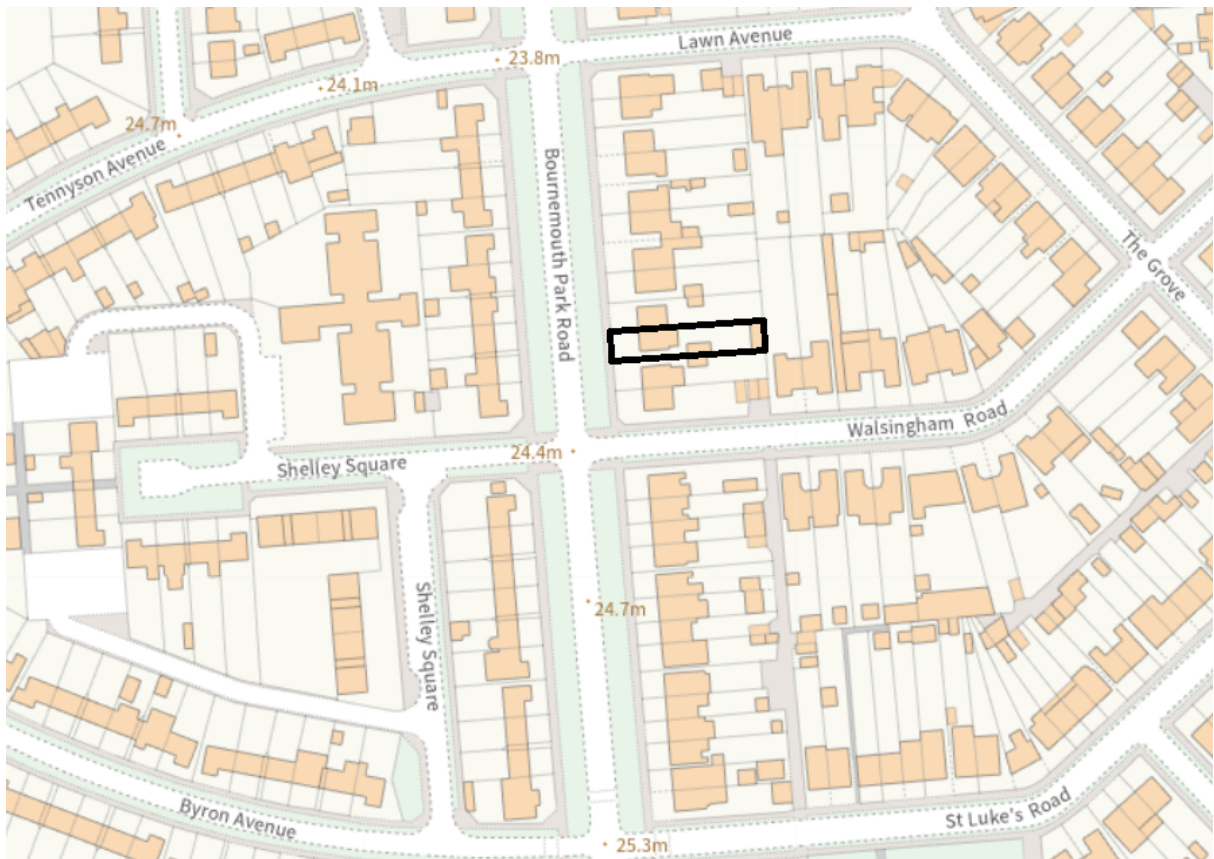 Lawn Avenue
23.8m
24.1m
24.7m
Tennyson Avenue
Bournemouth Park Road
The Grove
Walsingham Road
24.4m
Shelley Square
Shelley Square
24.7m
Byron Avenue
St Luke's Road
25.3m